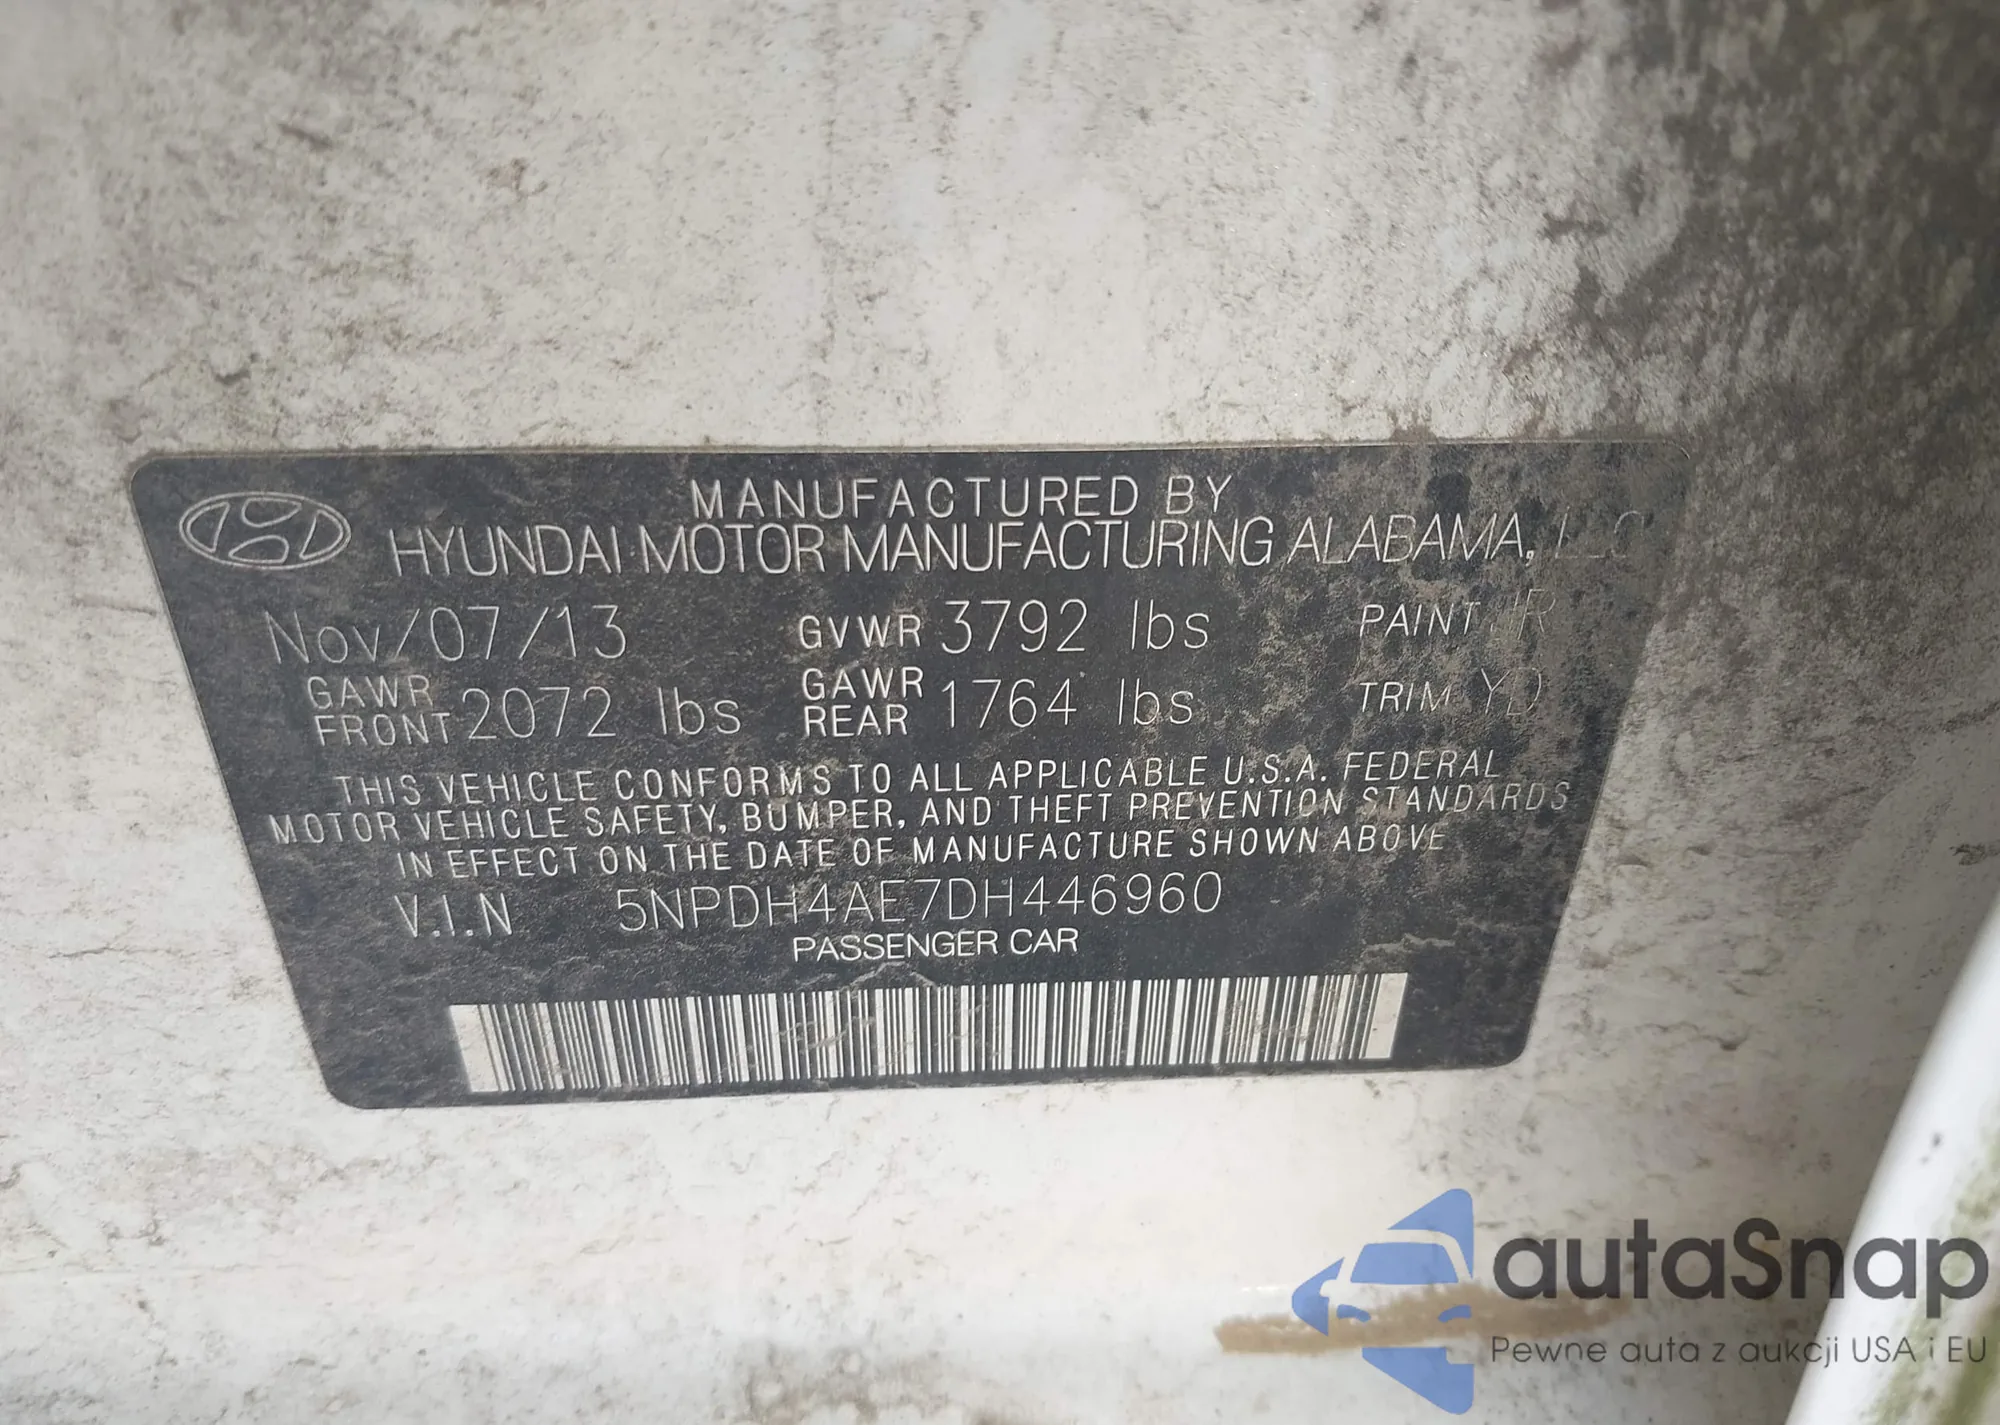 MANUFACTURED BY
HYUNDAI MOTOR MANUFACTURING ALABAMA, LLC
Nov/07/13 GVWR 3792 lbs PAINT
GAWR FRONT 2072 lbs GAWR REAR 1764 lbs TRIM YD
THIS VEHICLE CONFORMS TO ALL APPLICABLE U.S.A. FEDERAL
MOTOR VEHICLE SAFETY, BUMPER, AND THEFT PREVENTION STANDARDS
IN EFFECT ON THE DATE OF MANUFACTURE SHOWN ABOVE
V.I.N 5NPDH4AE7DH446960
PASSENGER CAR
autaSnap
Pewne auta z aukcji USA i EU